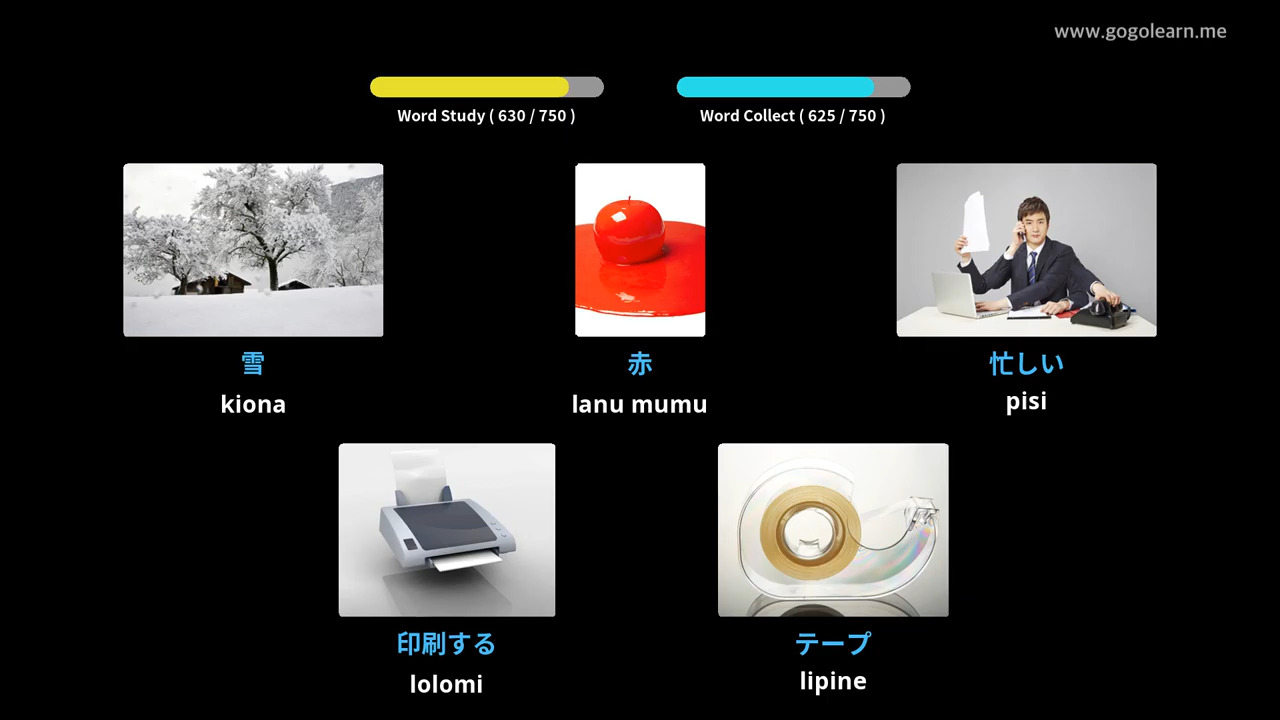 www.gogolearn.me
Word Study ( 630 / 750 )
Word Collect ( 625 / 750 )
雪
kiona
赤
lanu mumu
忙しい
pisi
印刷する
lolomi
テープ
lipine